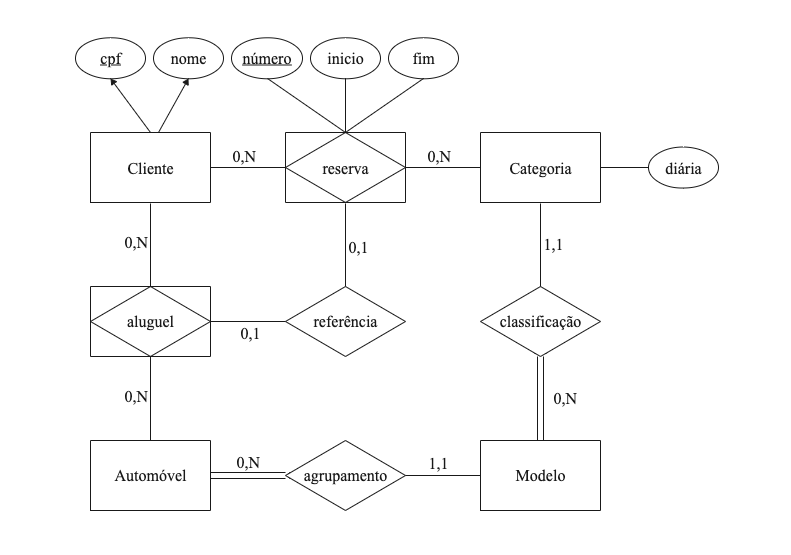 cpf
nome
número
inicio
fim
Cliente
0,N
reserva
0,N
Categoria
diária
0,N
0,1
1,1
aluguel
0,1
referência
classificação
0,N
0,N
Automóvel
0,N
agrupamento
1,1
Modelo